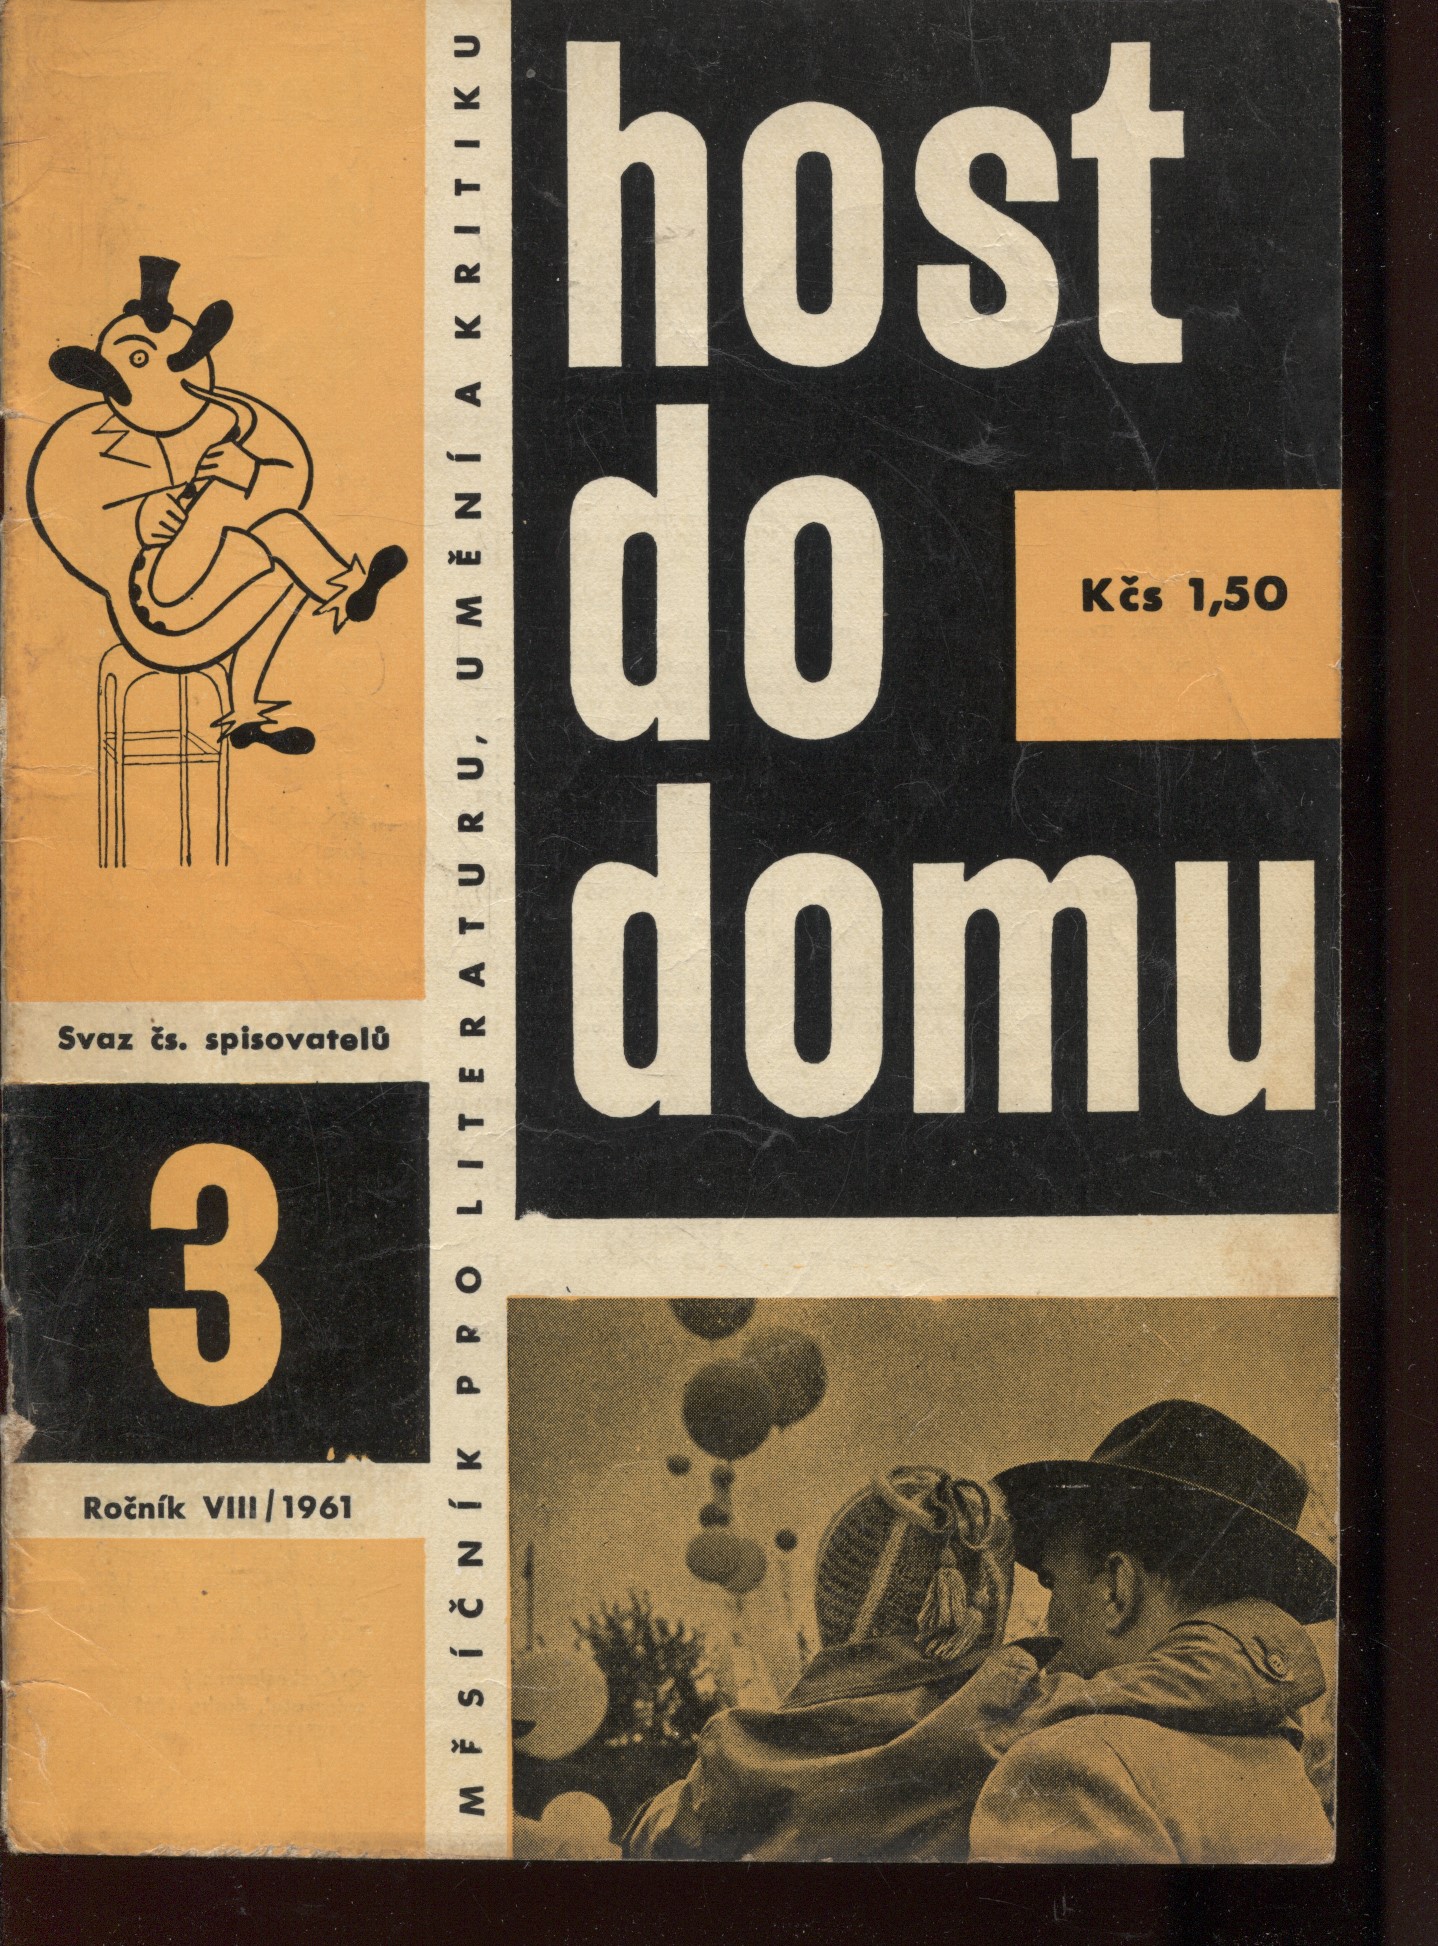 host
do
domu
Kčs 1,50
MĚSÍČNÍK PRO LITERATURU, UMĚNÍ A KRITIKU
Svaz čs. spisovatelů
3
Ročník VIII/1961